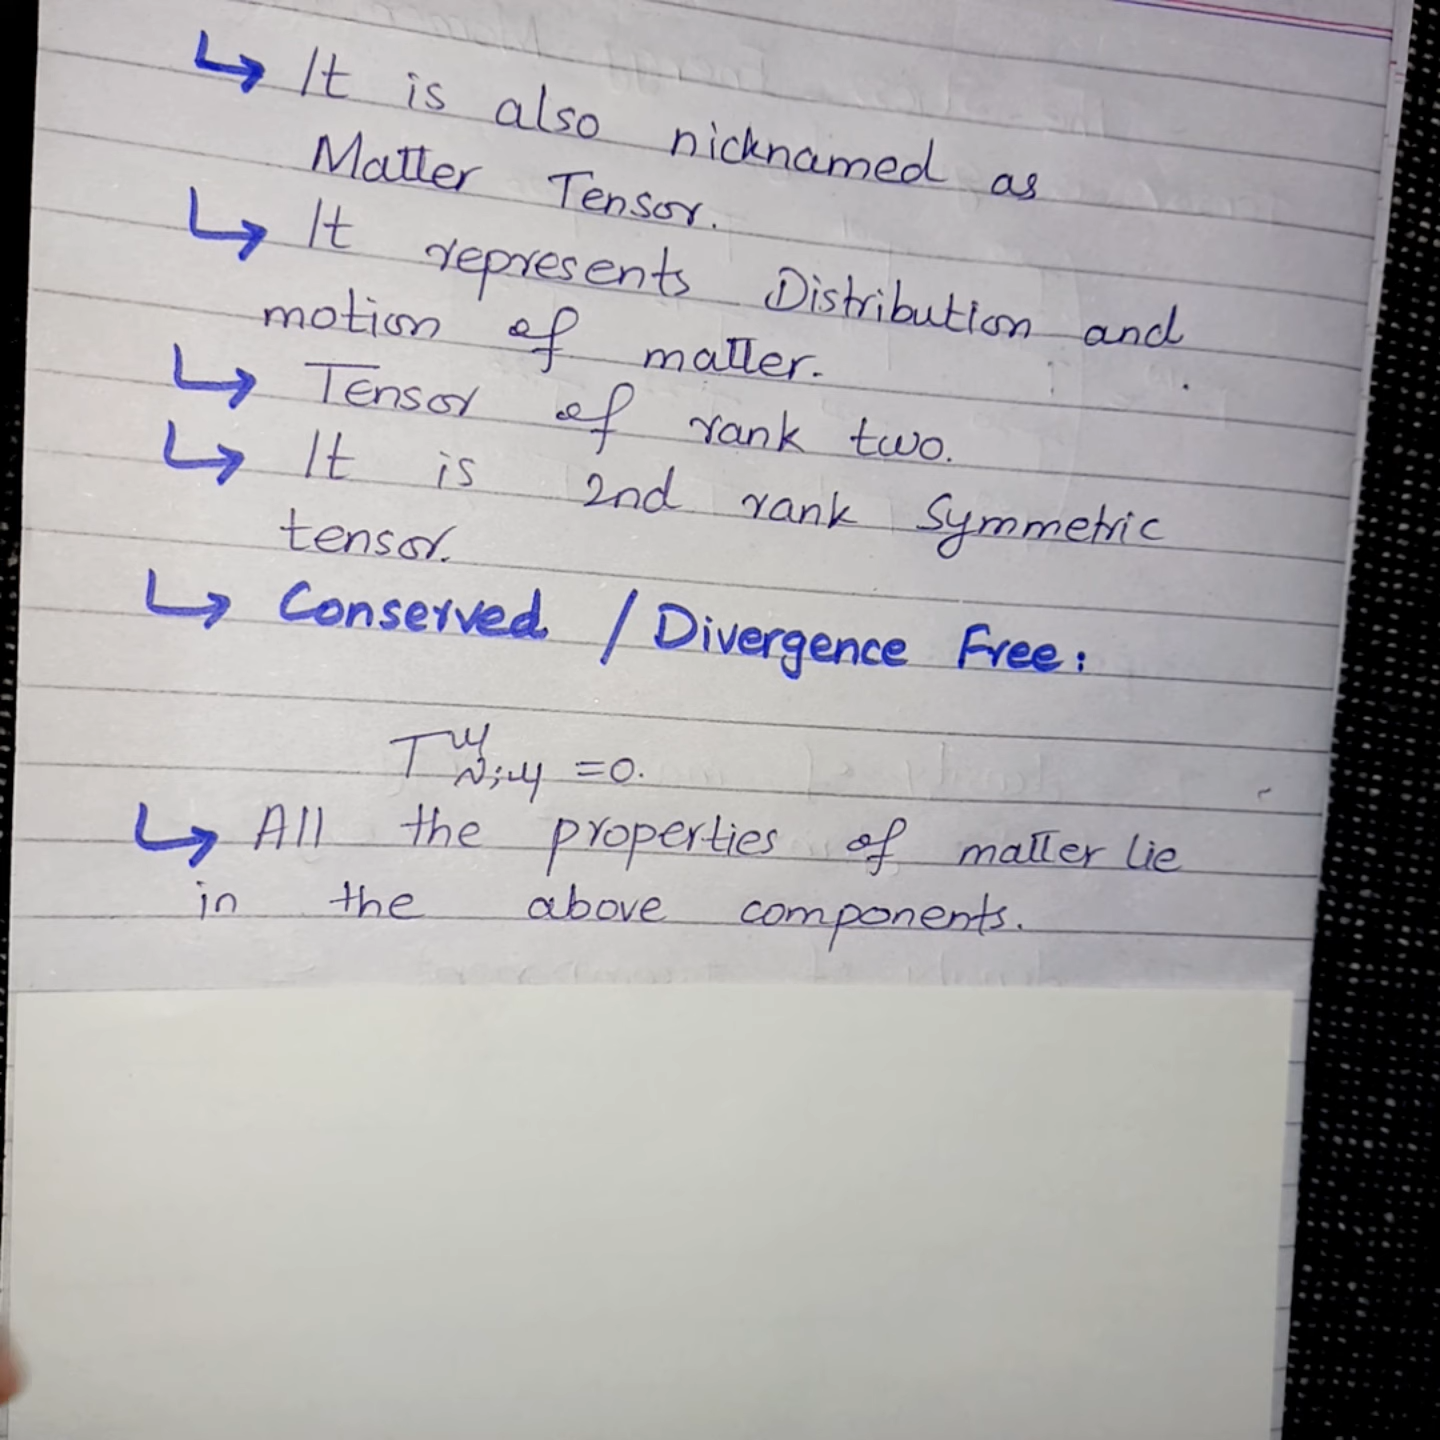 ↳ It is also nicknamed as
Matter Tensor.
↳ It represents Distribution and
motion of matter.
↳ Tensor of rank two.
↳ It is 2nd rank Symmetric
tensor.
↳ Conserved / Divergence Free:
T^μ_ν;μ = 0.
↳ All the properties of matter lie
in the above components.